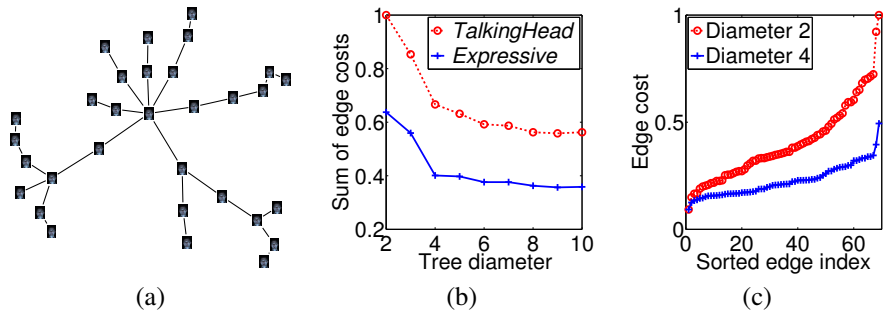 1
0.8
0.6
0.4
0.2
2
4
6
8
10
Sum of edge costs
Tree diameter
TalkingHead
Expressive
1
0.5
0
0
20
40
60
Edge cost
Sorted edge index
Diameter 2
Diameter 4
(a)
(b)
(c)